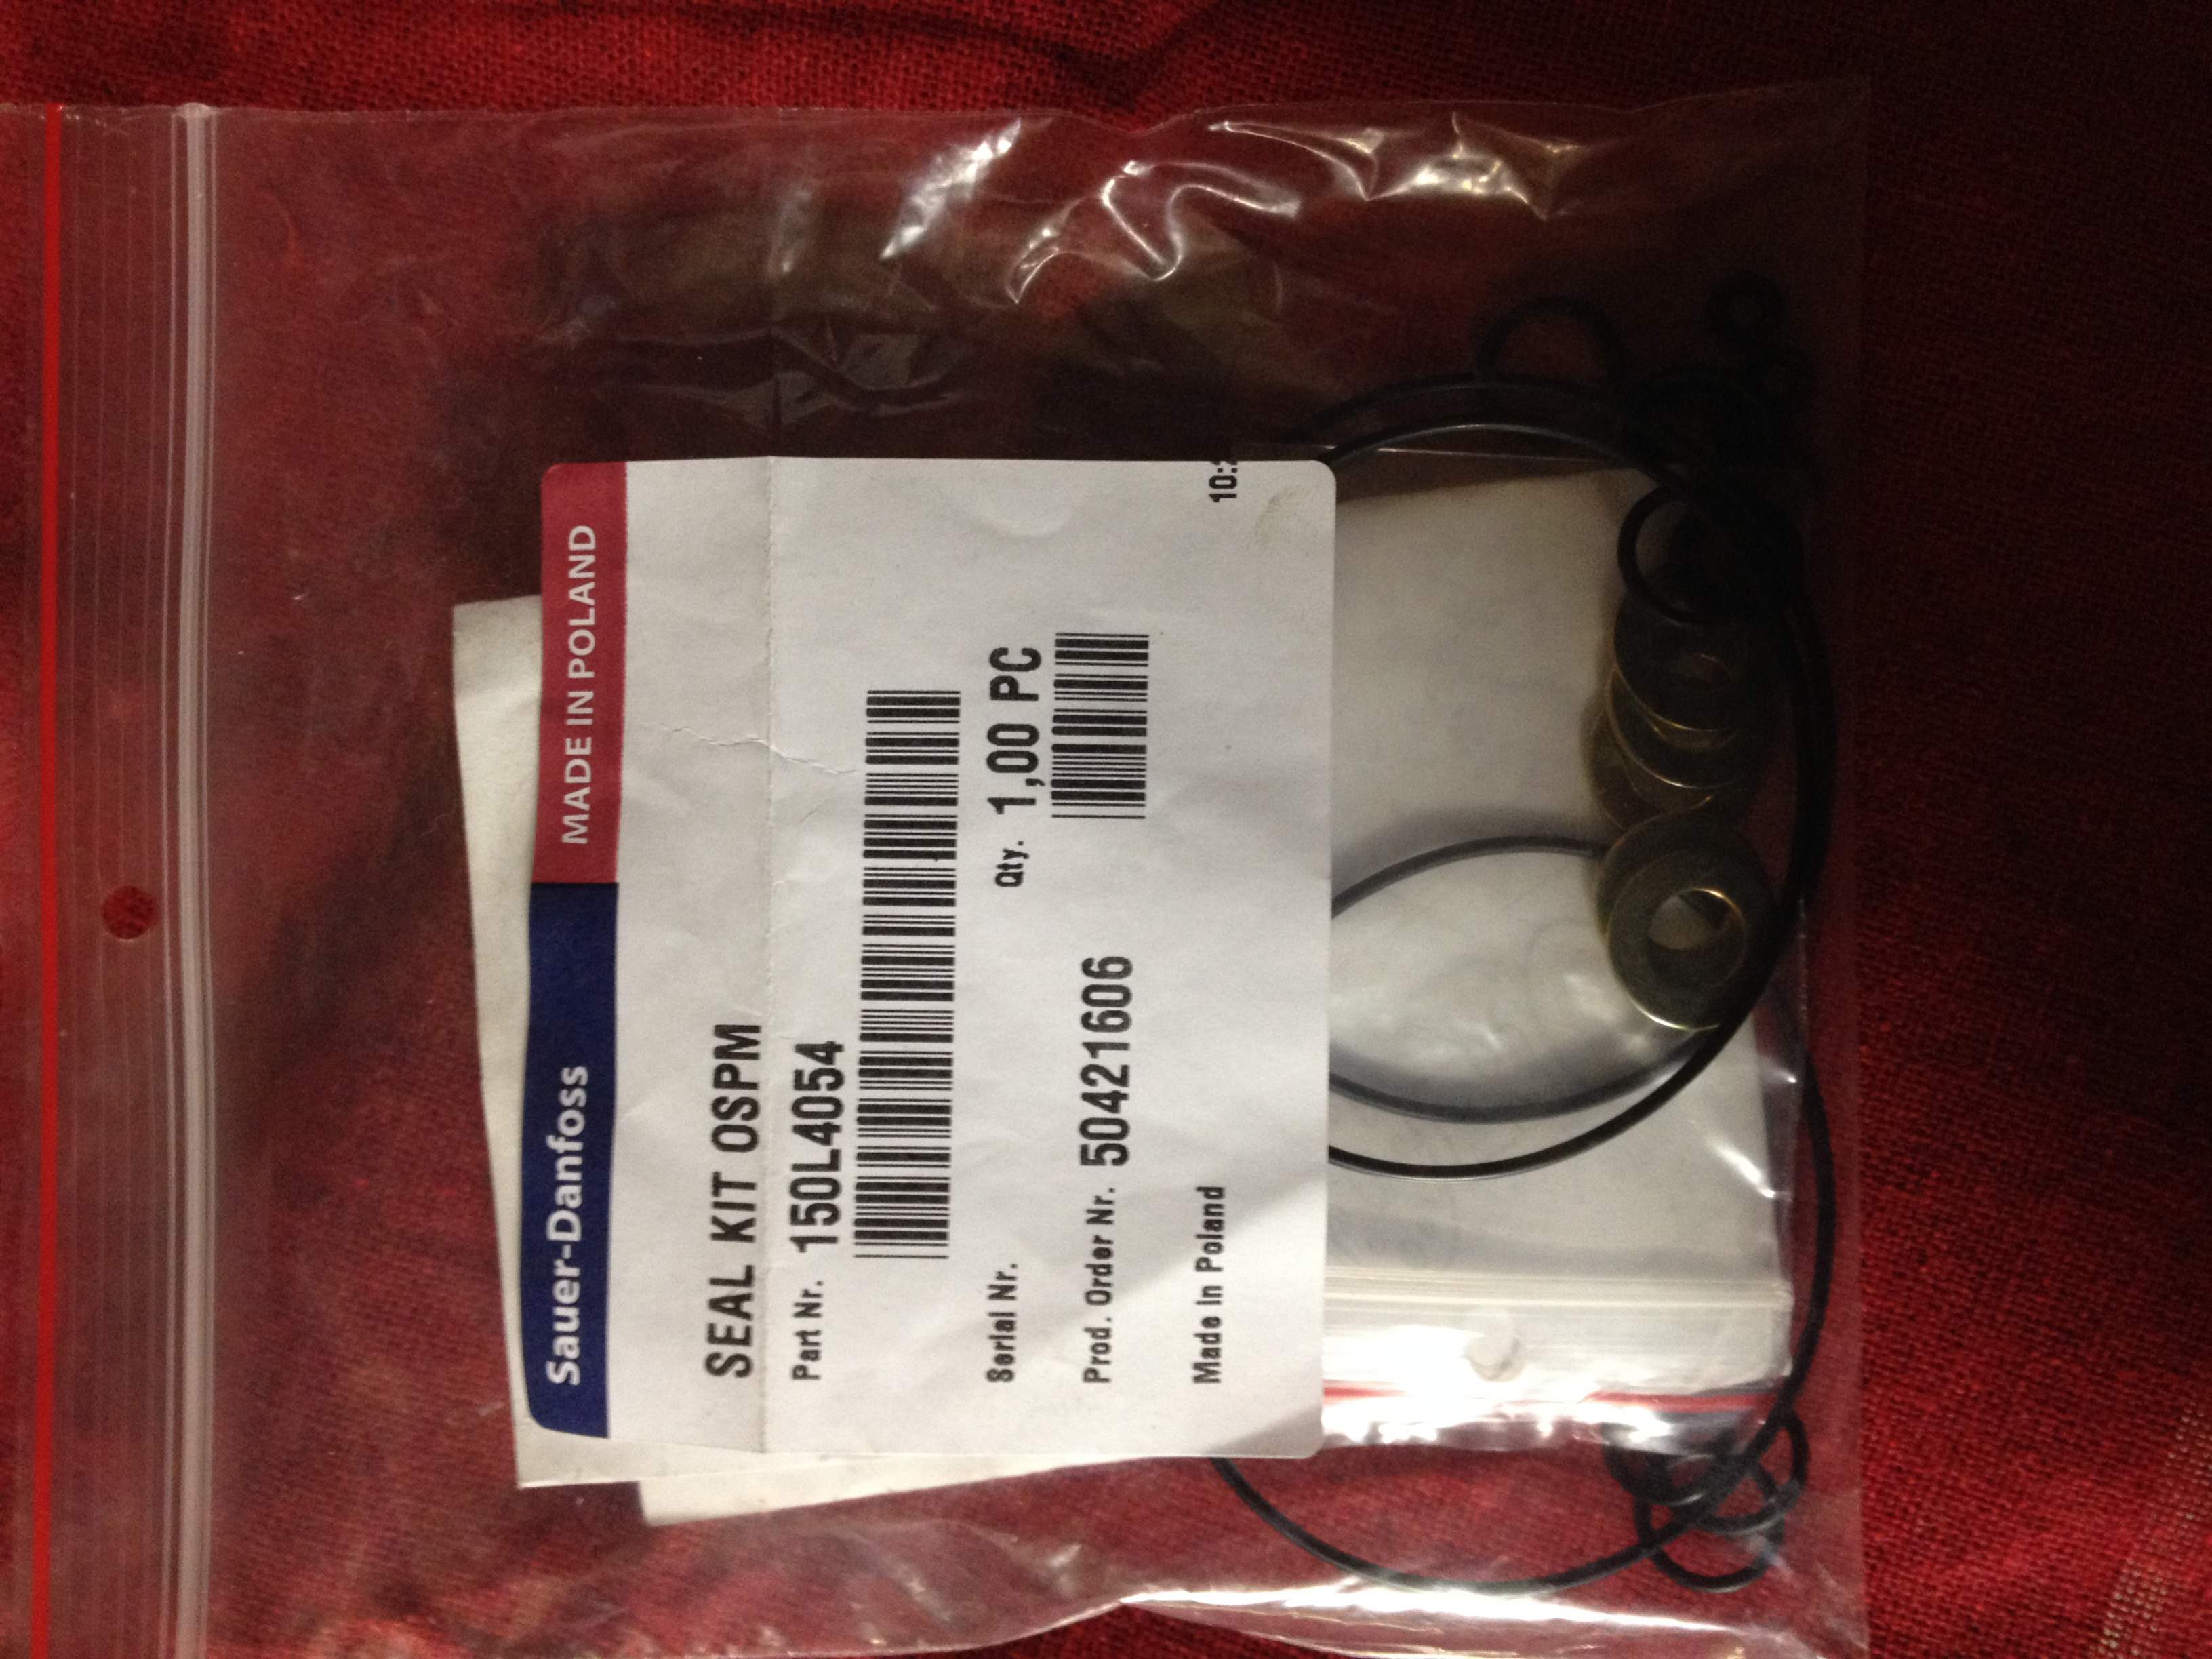 Sauer-Danfoss MADE IN POLAND
SEAL KIT OSPM
Part Nr. 150L4054
Serial Nr. Qty. 1,00 PC
Prod. Order Nr. 50421606
Made in Poland